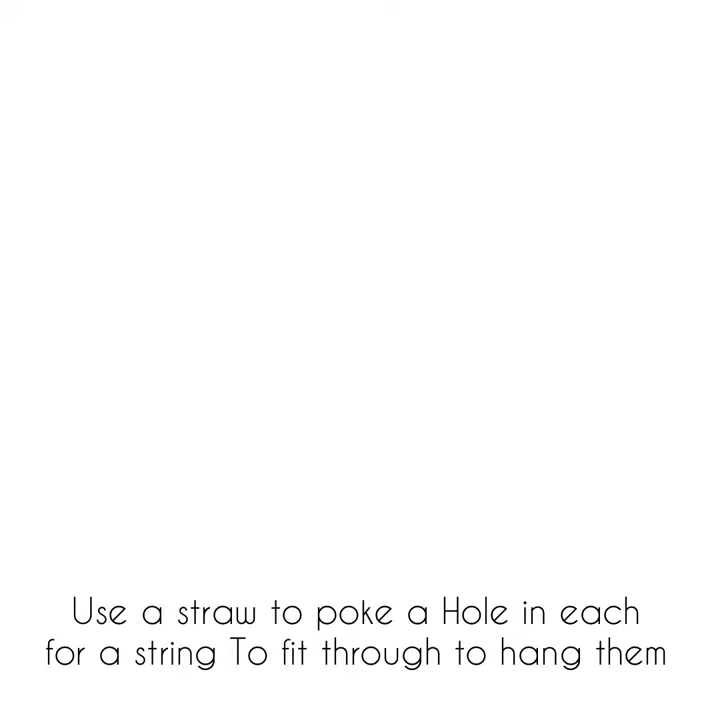 Use a straw to poke a Hole in each
for a string To fit through to hang them